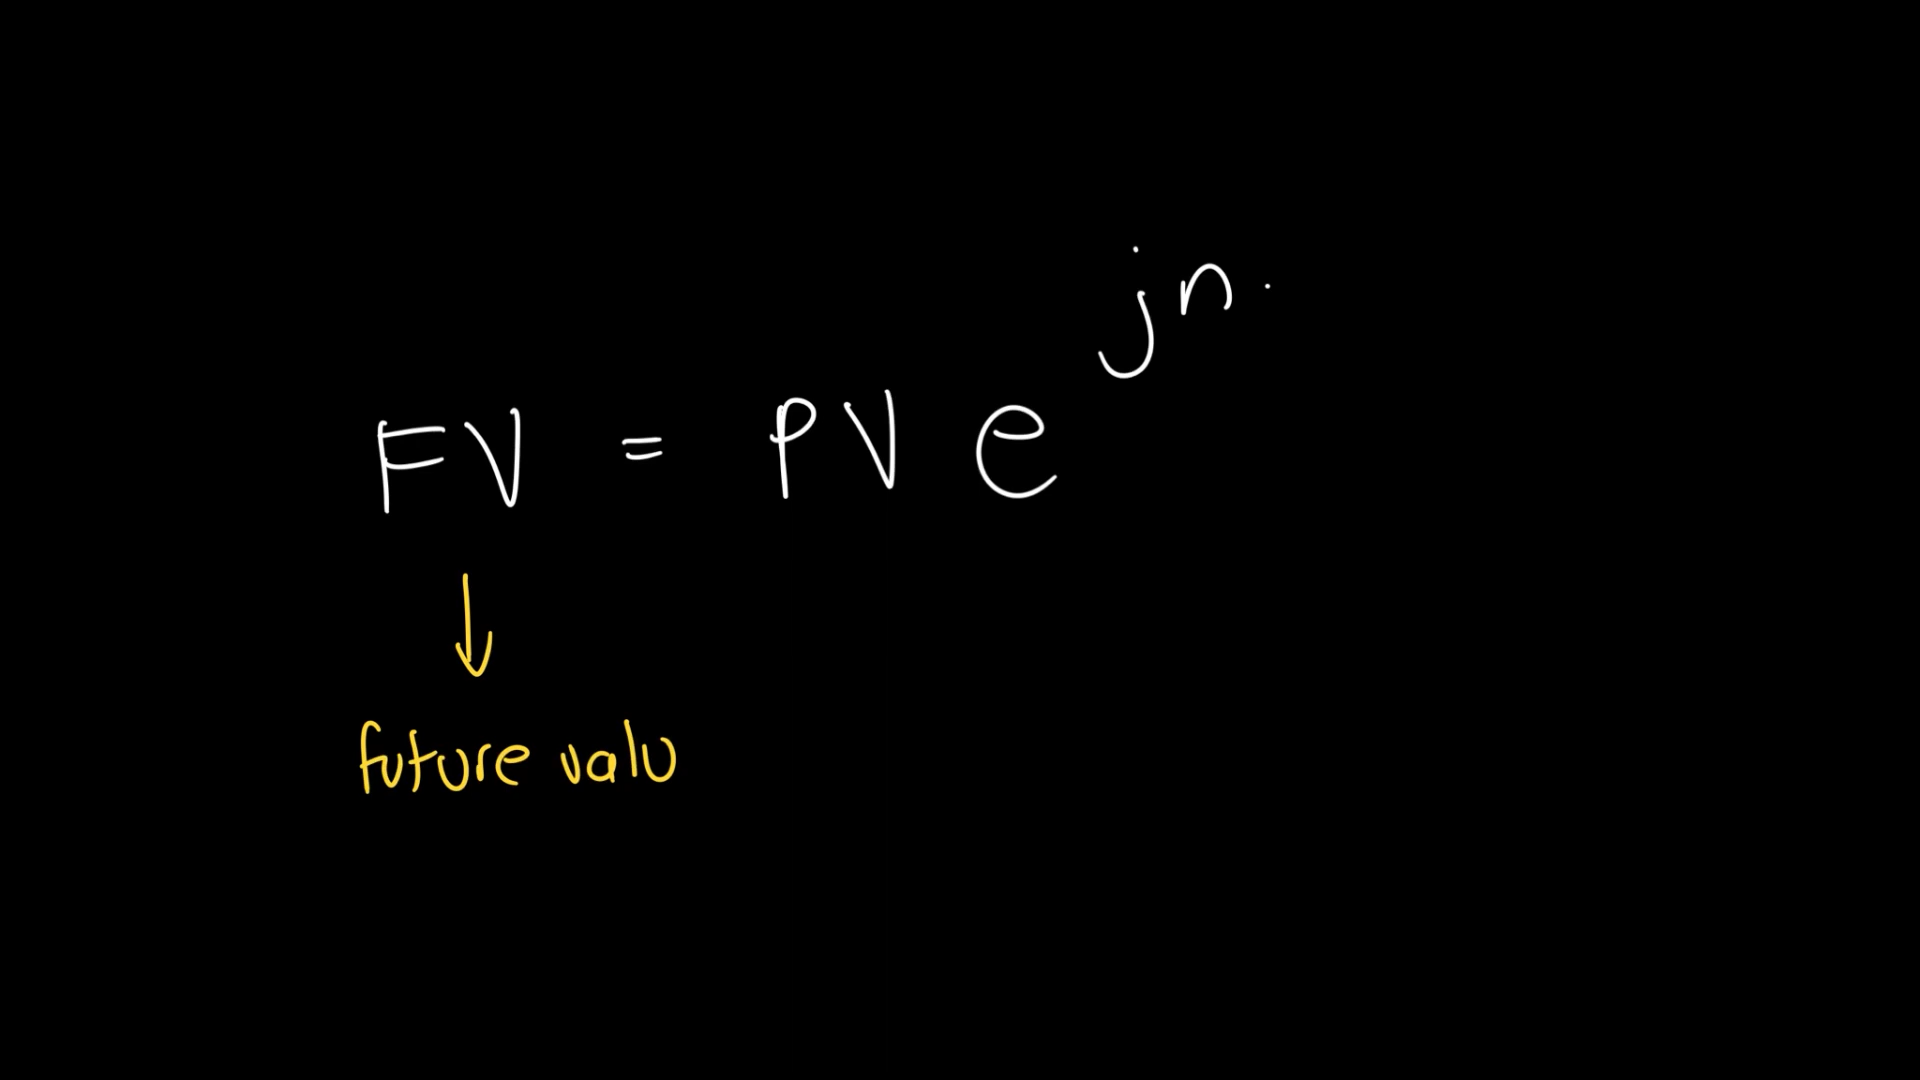 FV = PV e^jn.
future valu